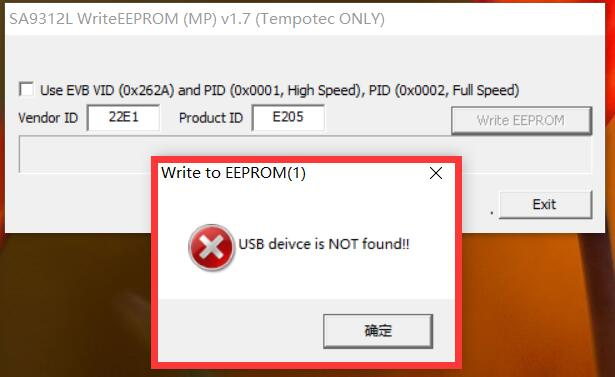 SA9312L WriteEEPROM (MP) v1.7 (Tempotec ONLY)
Use EVB VID (0x262A) and PID (0x0001, High Speed), PID (0x0002, Full Speed)
Vendor ID 22E1 Product ID E205 Write EEPROM
Write to EEPROM(1)
. Exit
USB deivce is NOT found!!
确定